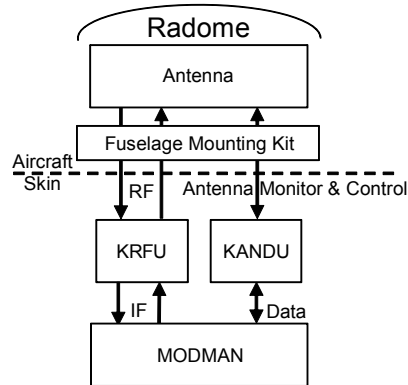 Radome
Antenna
Fuselage Mounting Kit
Aircraft
Skin
RF
Antenna Monitor & Control
KRFU
KANDU
IF
Data
MODMAN